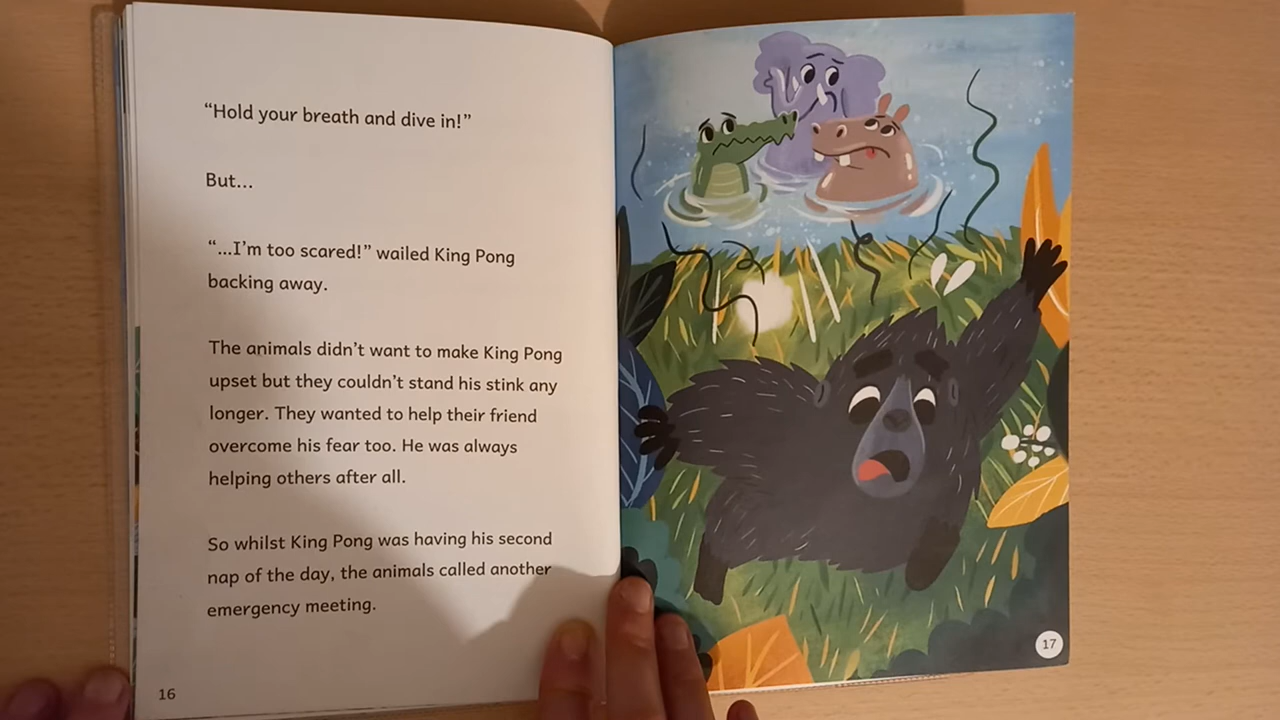 “Hold your breath and dive in!”
But...
“...I’m too scared!” wailed King Pong
backing away.
The animals didn’t want to make King Pong
upset but they couldn’t stand his stink any
longer. They wanted to help their friend
overcome his fear too. He was always
helping others after all.
So whilst King Pong was having his second
nap of the day, the animals called another
emergency meeting.
16
17